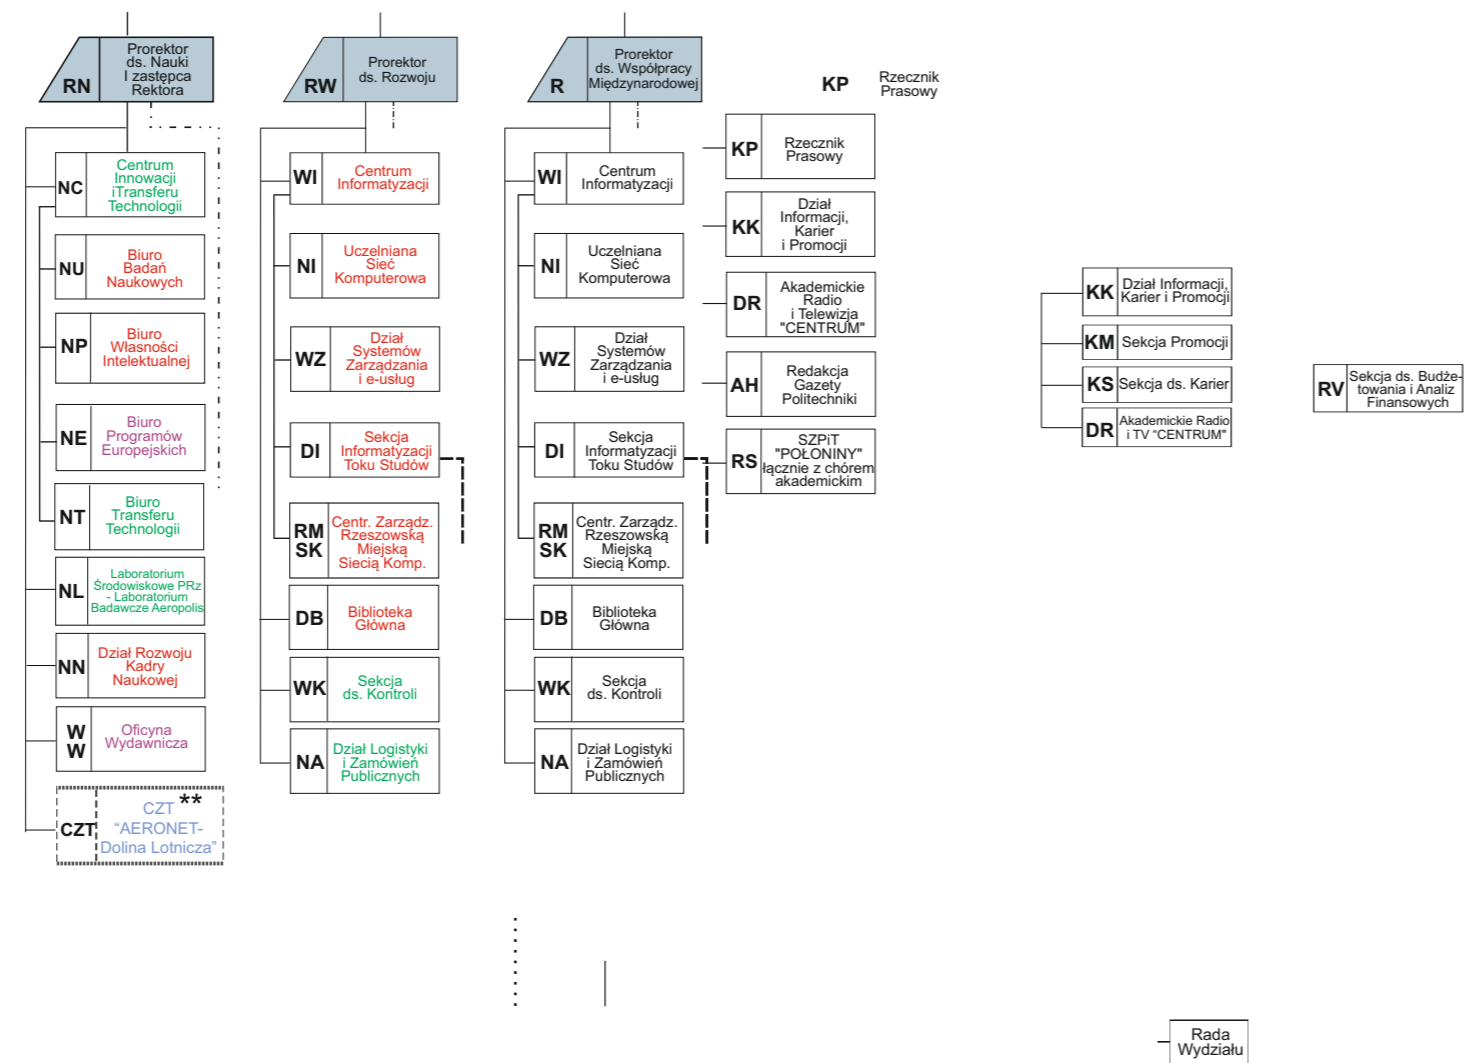 RN
Prorektor
ds. Nauki
I zastępca
Rektora
NC
Centrum
Innowacji
iTransferu
Technologii
NU
Biuro
Badań
Naukowych
NP
Biuro
Własności
Intelektualnej
NE
Biuro
Programów
Europejskich
NT
Biuro
Transferu
Technologii
NL
Laboratorium
Środowiskowe PRz
- Laboratorium
Badawcze Aeropolis
NN
Dział Rozwoju
Kadry
Naukowej
W
W
Oficyna
Wydawnicza
CZT
CZT **
“AERONET-
Dolina Lotnicza”
RW
Prorektor
ds. Rozwoju
WI
Centrum
Informatyzacji
NI
Uczelniana
Sieć
Komputerowa
WZ
Dział
Systemów
Zarządzania
i e-usług
DI
Sekcja
Informatyzacji
Toku Studów
RM
SK
Centr. Zarządz.
Rzeszowską
Miejską
Siecią Komp.
DB
Biblioteka
Główna
WK
Sekcja
ds. Kontroli
NA
Dział Logistyki
i Zamówień
Publicznych
R
Prorektor
ds. Współpracy
Międzynarodowej
WI
Centrum
Informatyzacji
NI
Uczelniana
Sieć
Komputerowa
WZ
Dział
Systemów
Zarządzania
i e-usług
DI
Sekcja
Informatyzacji
Toku Studów
RM
SK
Centr. Zarządz.
Rzeszowską
Miejską
Siecią Komp.
DB
Biblioteka
Główna
WK
Sekcja
ds. Kontroli
NA
Dział Logistyki
i Zamówień
Publicznych
KP
Rzecznik
Prasowy
KP
Rzecznik
Prasowy
KK
Dział
Informacji,
Karier
i Promocji
DR
Akademickie
Radio
i Telewizja
"CENTRUM"
AH
Redakcja
Gazety
Politechniki
RS
SZPiT
"POŁONINY"
łącznie z chórem
akademickim
KK
Dział Informacji,
Karier i Promocji
KM
Sekcja Promocji
KS
Sekcja ds. Karier
DR
Akademickie Radio
i TV “CENTRUM"
RV
Sekcja ds. Budże-
towania i Analiz
Finansowych
Rada
Wydziału